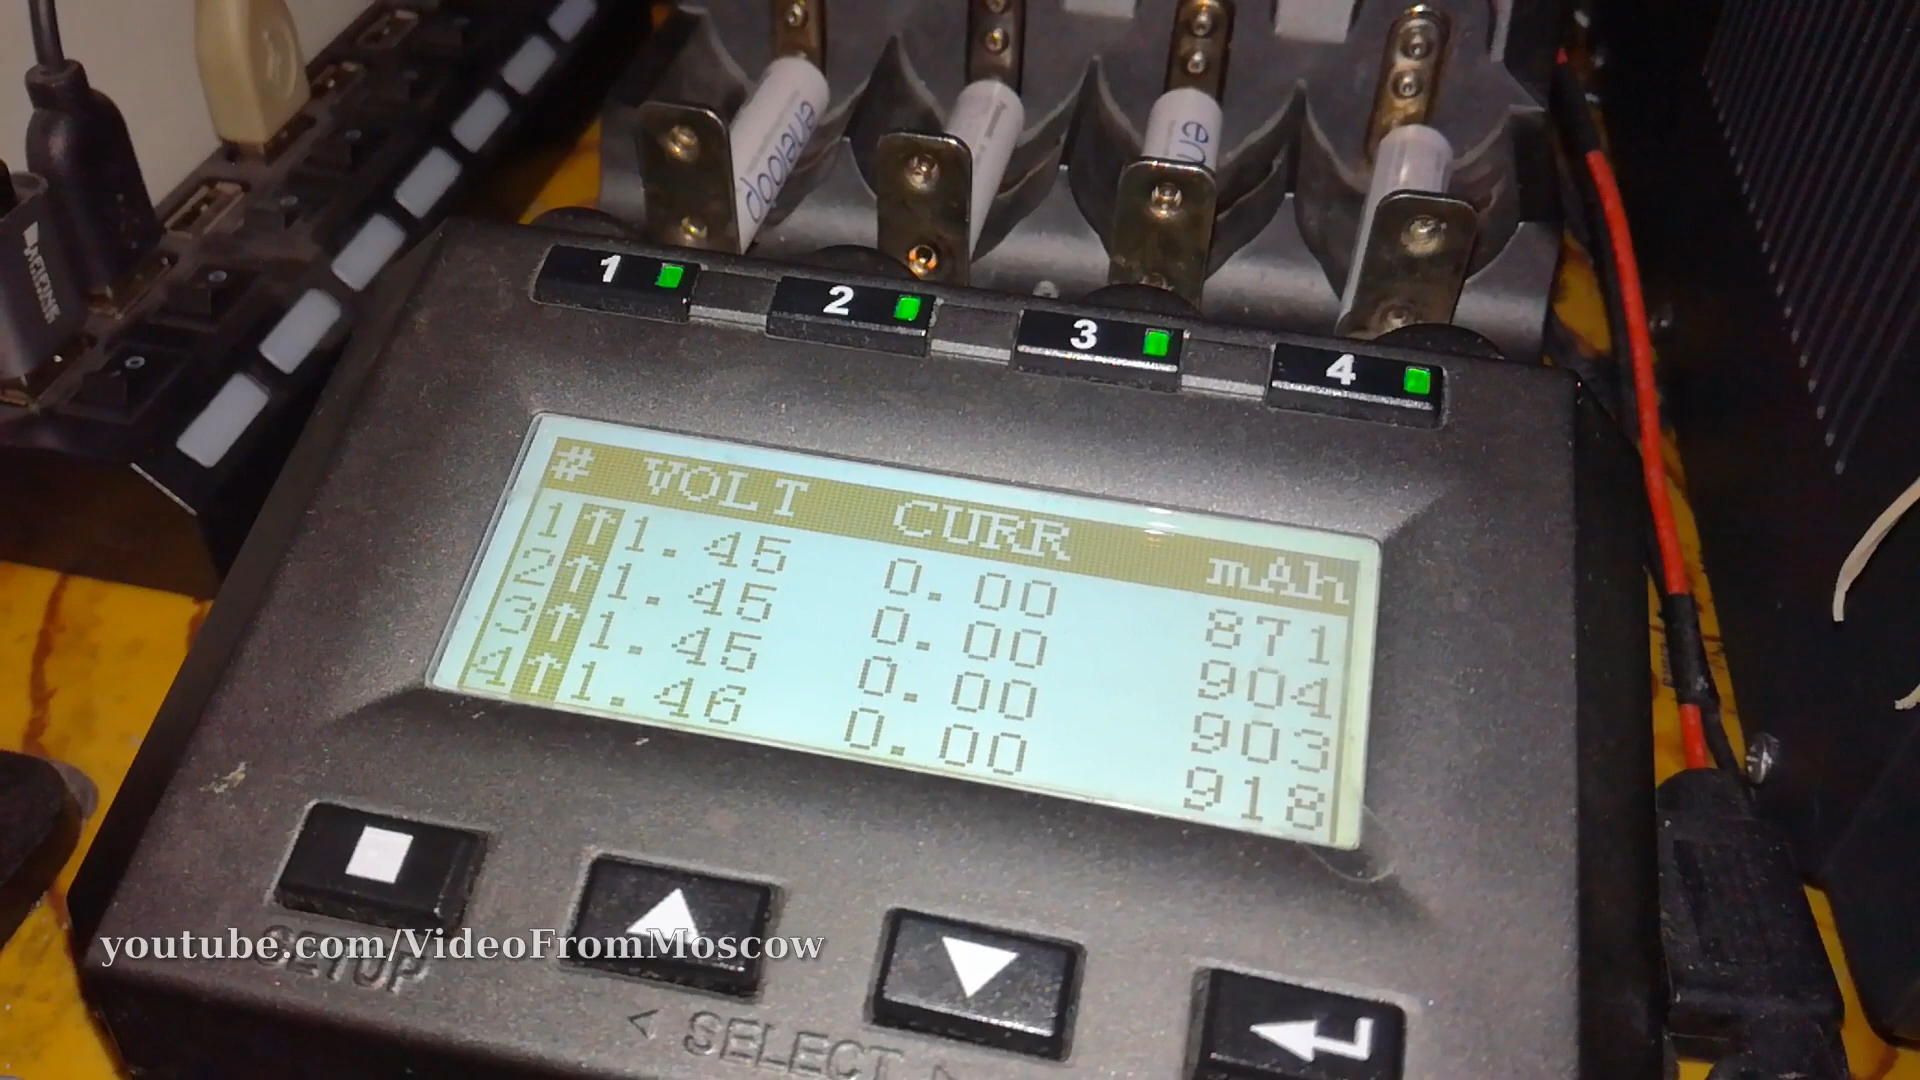 eneloop
en
1
2
3
4
# VOLT CURR mAh
1↑1.45 0.00 871
2↑1.45 0.00 904
3↑1.45 0.00 903
4↑1.46 0.00 918
youtube.com/VideoFromMoscow
SETUP
< SELECT >